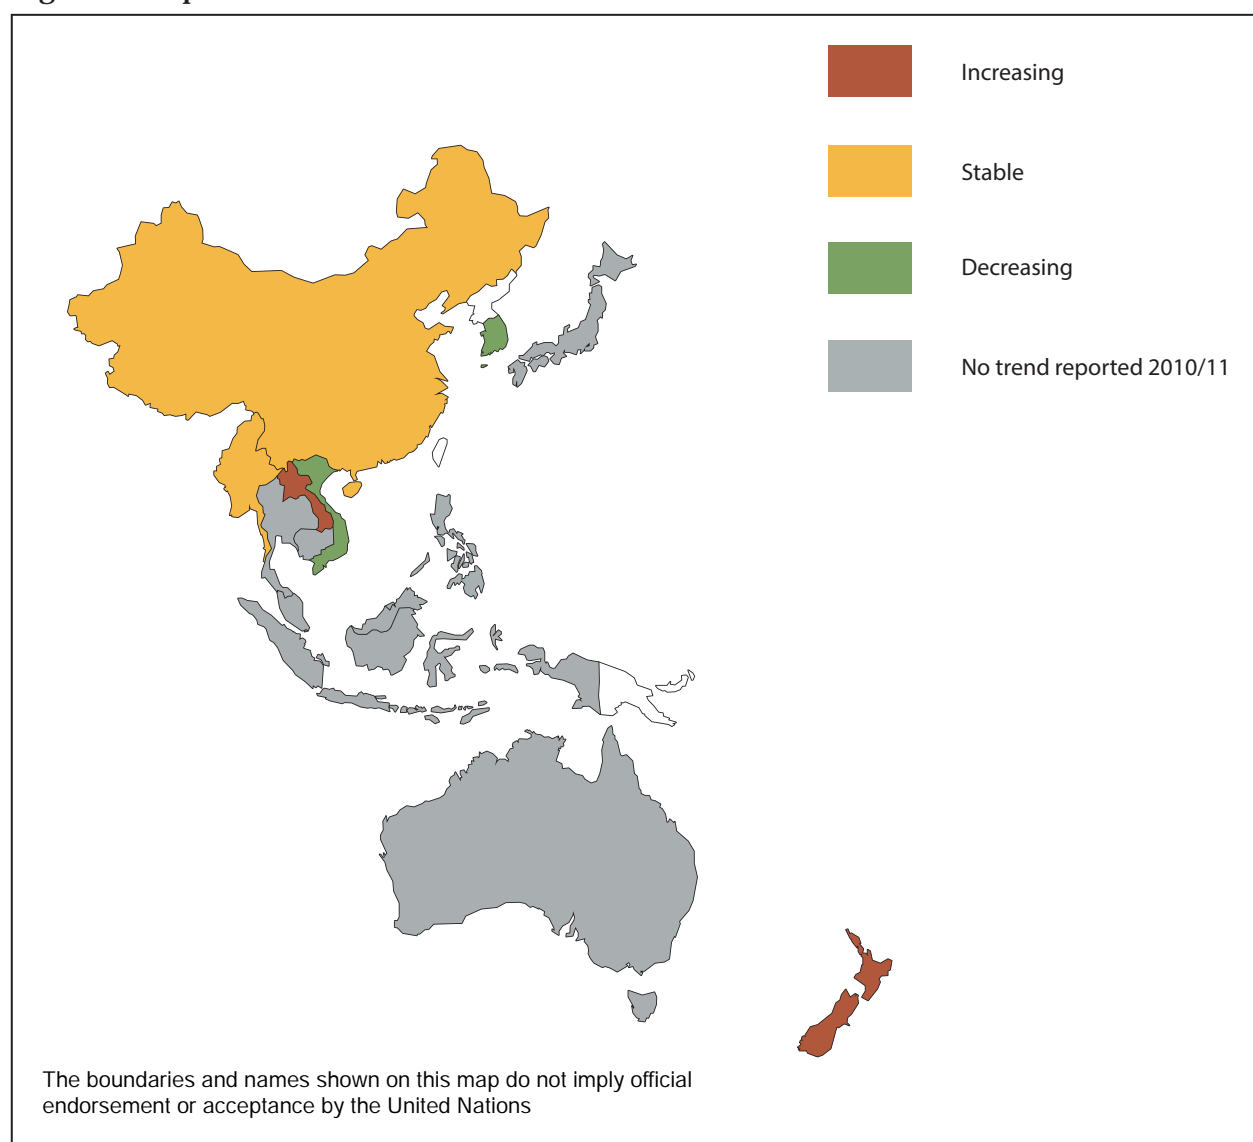 Increasing
Stable
Decreasing
No trend reported 2010/11
The boundaries and names shown on this map do not imply official
endorsement or acceptance by the United Nations